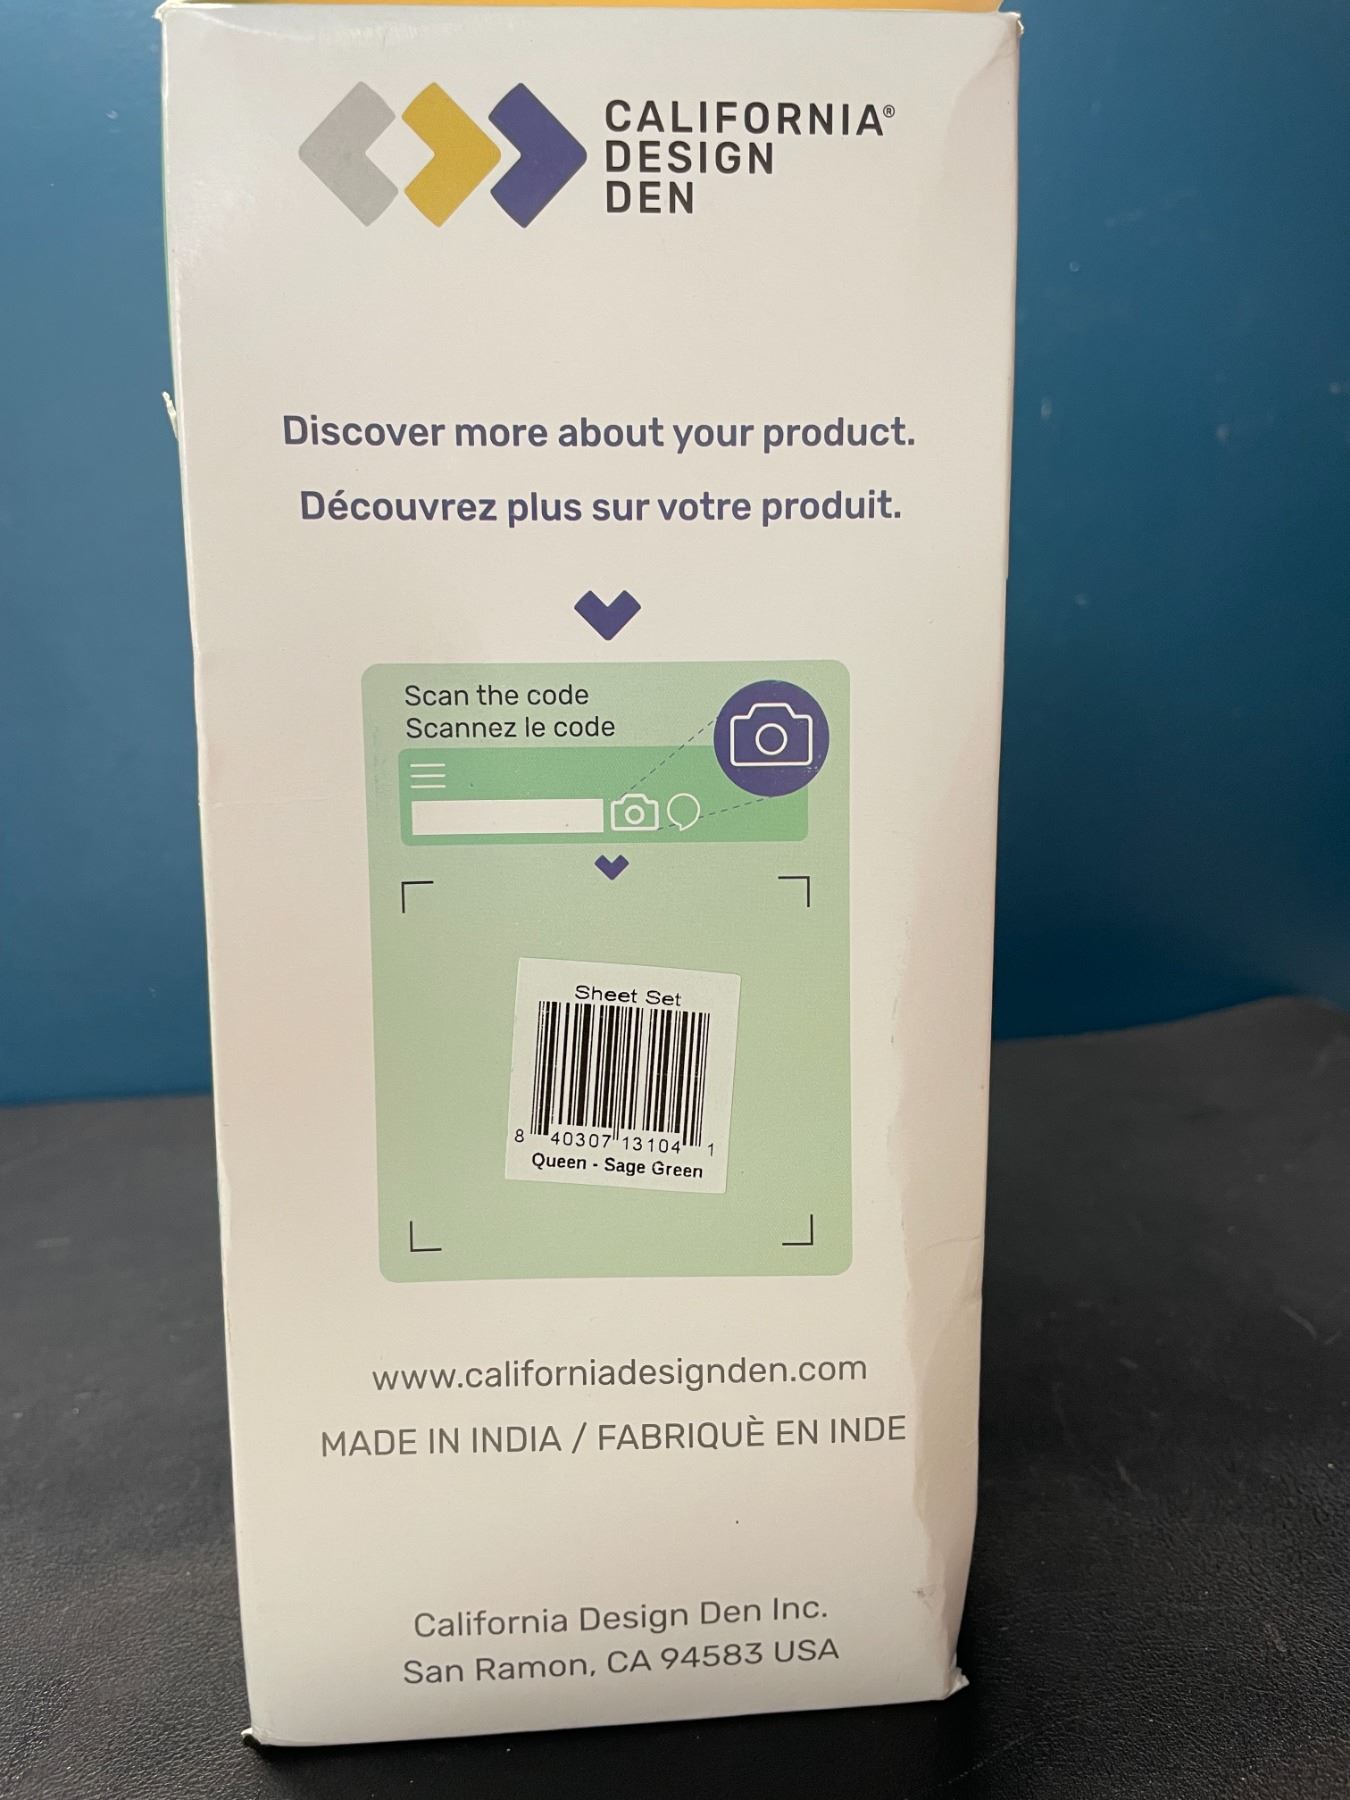 CALIFORNIA®
DESIGN
DEN
Discover more about your product.
Découvrez plus sur votre produit.
Scan the code
Scannez le code
Sheet Set
8 40307 13104 1
Queen - Sage Green
www.californiadesignden.com
MADE IN INDIA / FABRIQUÈ EN INDE
California Design Den Inc.
San Ramon, CA 94583 USA